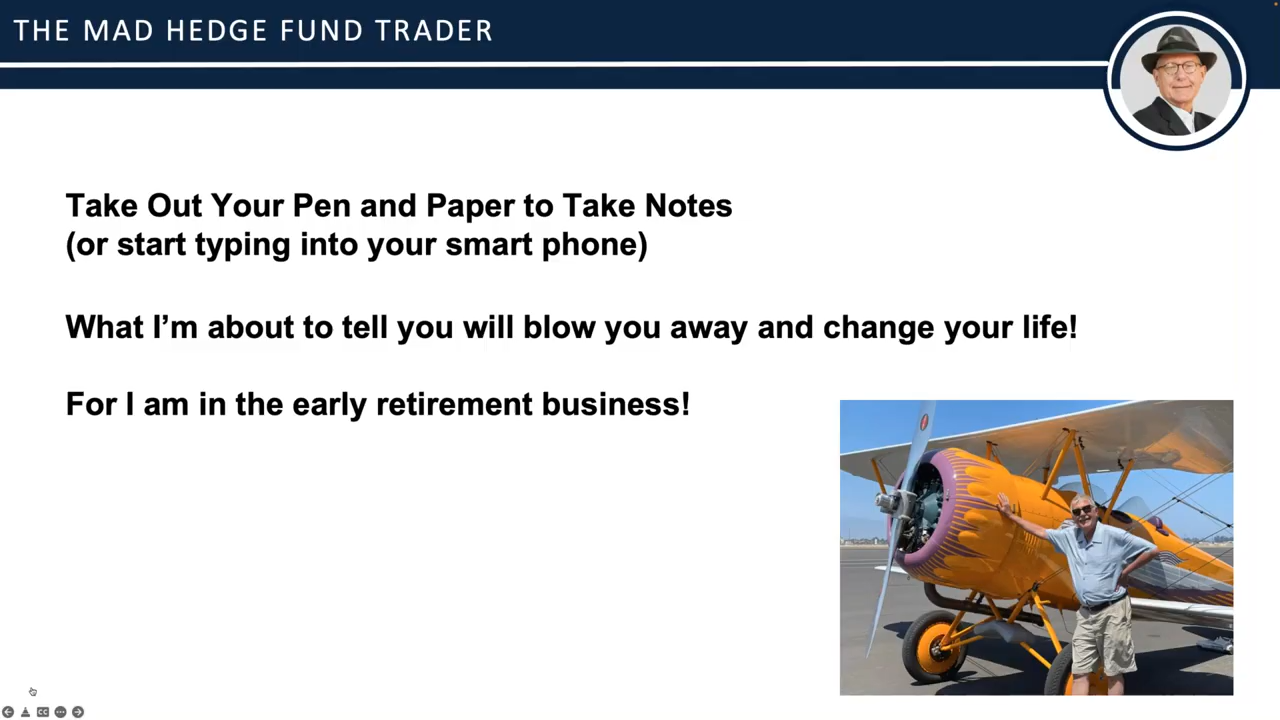 THE MAD HEDGE FUND TRADER
Take Out Your Pen and Paper to Take Notes
(or start typing into your smart phone)
What I’m about to tell you will blow you away and change your life!
For I am in the early retirement business!
CC